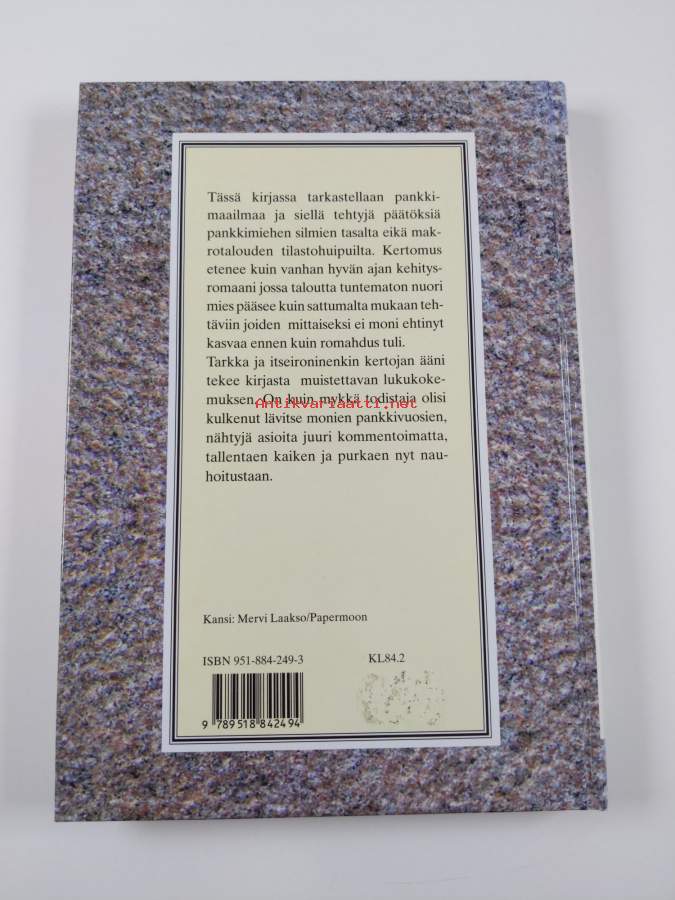 Tässä kirjassa tarkastellaan pankki-
maailmaa ja siellä tehtyjä päätöksiä
pankkimiehen silmien tasalta eikä mak-
rotalouden tilastohuipuilta. Kertomus
etenee kuin vanhan hyvän ajan kehitys-
romaani jossa taloutta tuntematon nuori
mies pääsee kuin sattumalta mukaan teh-
täviin joiden mittaiseksi ei moni ehtinyt
kasvaa ennen kuin romahdus tuli.
Tarkka ja itseironinenkin kertojan ääni
tekee kirjasta muistettavan lukukoke-
muksen. On kuin mykkä todistaja olisi
Antikvariaatti.net
kulkenut lävitse monien pankkivuosien,
nähtyjä asioita juuri kommentoimatta,
tallentaen kaiken ja purkaen nyt nau-
hoitustaan.
Kansi: Mervi Laakso/Papermoon
ISBN 951-884-249-3 KL84.2
9 789518 842494